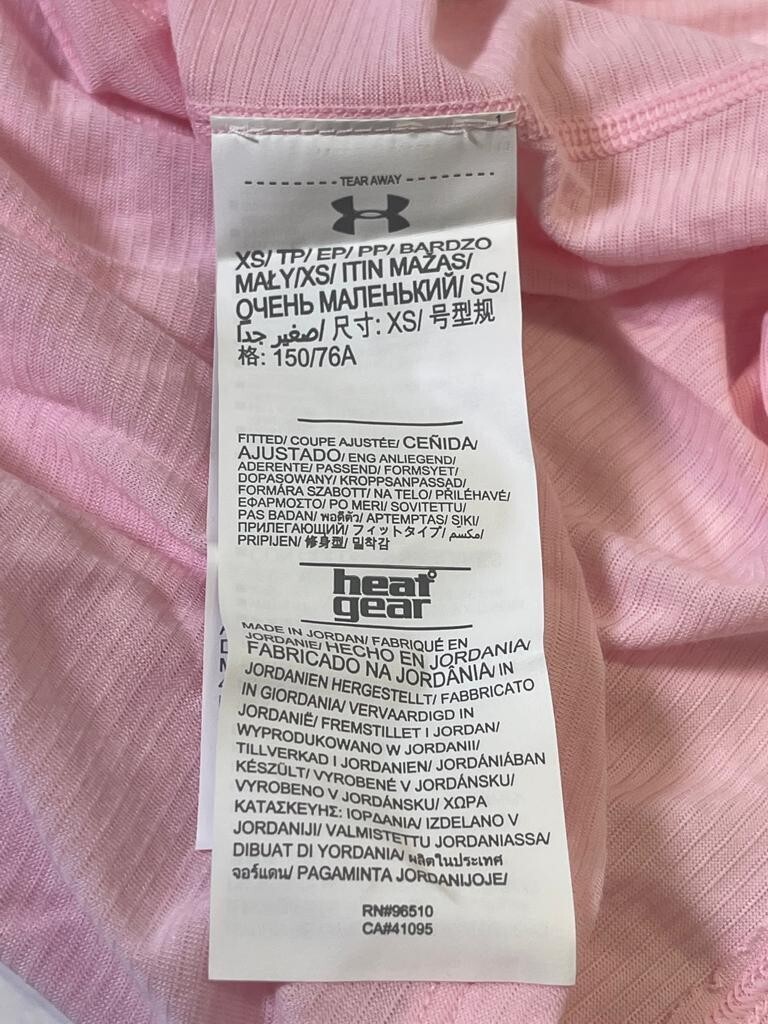 1
TEAR AWAY
XS/ TP/ EP/ PP/ BARDZO
MAŁY/XS/ ITIN MAŽAS/
ОЧЕНЬ МАЛЕНЬКИЙ/ SS/
صغير جداً/ 尺寸: XS/ 号型规
格: 150/76A
FITTED/ COUPE AJUSTÉE/ CEÑIDA/
AJUSTADO/ ENG ANLIEGEND/
ADERENTE/ PASSEND/ FORMSYET/
DOPASOWANY/ KROPPSANPASSAD/
FORMÁRA SZABOTT/ NA TELO/ PŘILÉHAVÉ/
ΕΦΑΡΜΟΣΤΟ/ PO MERI/ SOVITETTU/
PAS BADAN/ พอดีตัว/ APTEMPTAS/ SIKI/
ПРИЛЕГАЮЩИЙ/ フィットタイプ/ مكسم/
PRIPIJEN/ 修身型/ 밀착감
heat
gear
MADE IN JORDAN/ FABRIQUÉ EN
JORDANIE/ HECHO EN JORDANIA/
FABRICADO NA JORDÂNIA/ IN
JORDANIEN HERGESTELLT/ FABBRICATO
IN GIORDANIA/ VERVAARDIGD IN
JORDANIË/ FREMSTILLET I JORDAN/
WYPRODUKOWANO W JORDANII/
TILLVERKAD I JORDANIEN/ JORDÁNIÁBAN
KÉSZÜLT/ VYROBENÉ V JORDÁNSKU/
VYROBENO V JORDÁNSKU/ ΧΩΡΑ
ΚΑΤΑΣΚΕΥΗΣ: ΙΟΡΔΑΝΙΑ/ IZDELANO V
JORDANIJI/ VALMISTETTU JORDANIASSA/
DIBUAT DI YORDANIA/ ผลิตในประเทศ
จอร์แดน/ PAGAMINTA JORDANIJOJE/
RN#96510
CA#41095